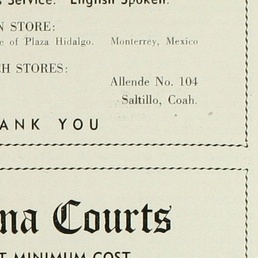 Service. English Spoken.
N STORE:
e of Plaza Hidalgo. Monterrey, Mexico
CH STORES:
Allende No. 104
Saltillo, Coah.
ANK YOU
na Courts
T MINIMUM COST